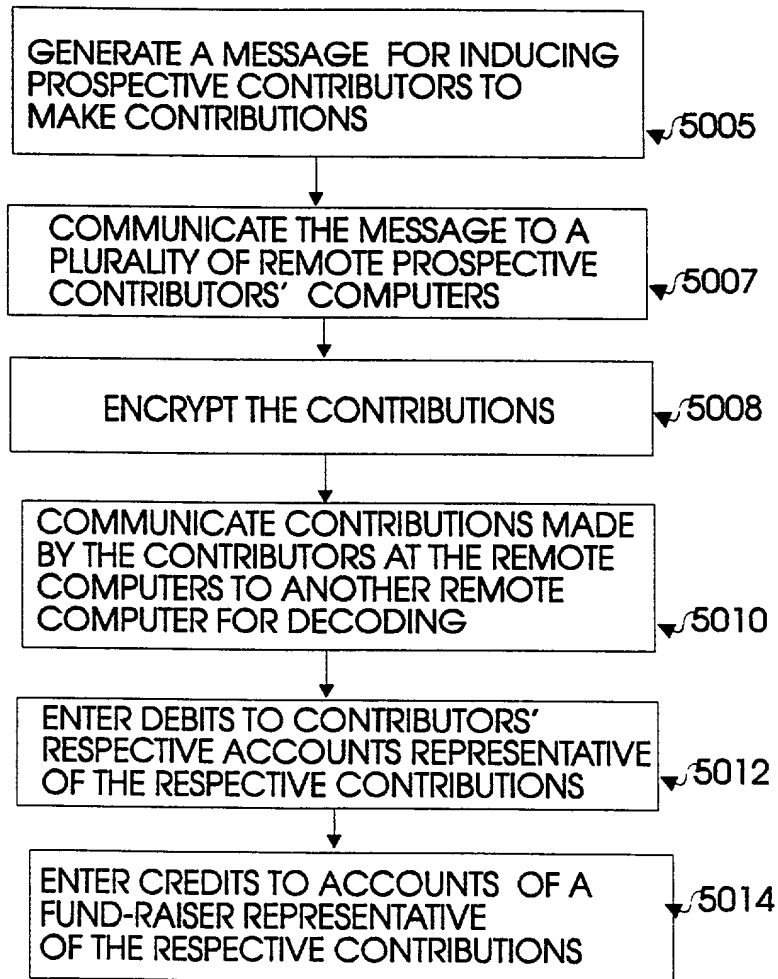 GENERATE A MESSAGE FOR INDUCING
PROSPECTIVE CONTRIBUTORS TO
MAKE CONTRIBUTIONS
5005
COMMUNICATE THE MESSAGE TO A
PLURALITY OF REMOTE PROSPECTIVE
CONTRIBUTORS' COMPUTERS
5007
ENCRYPT THE CONTRIBUTIONS
5008
COMMUNICATE CONTRIBUTIONS MADE
BY THE CONTRIBUTORS AT THE REMOTE
COMPUTERS TO ANOTHER REMOTE
COMPUTER FOR DECODING
5010
ENTER DEBITS TO CONTRIBUTORS'
RESPECTIVE ACCOUNTS REPRESENTATIVE
OF THE RESPECTIVE CONTRIBUTIONS
5012
ENTER CREDITS TO ACCOUNTS OF A
FUND-RAISER REPRESENTATIVE
OF THE RESPECTIVE CONTRIBUTIONS
5014